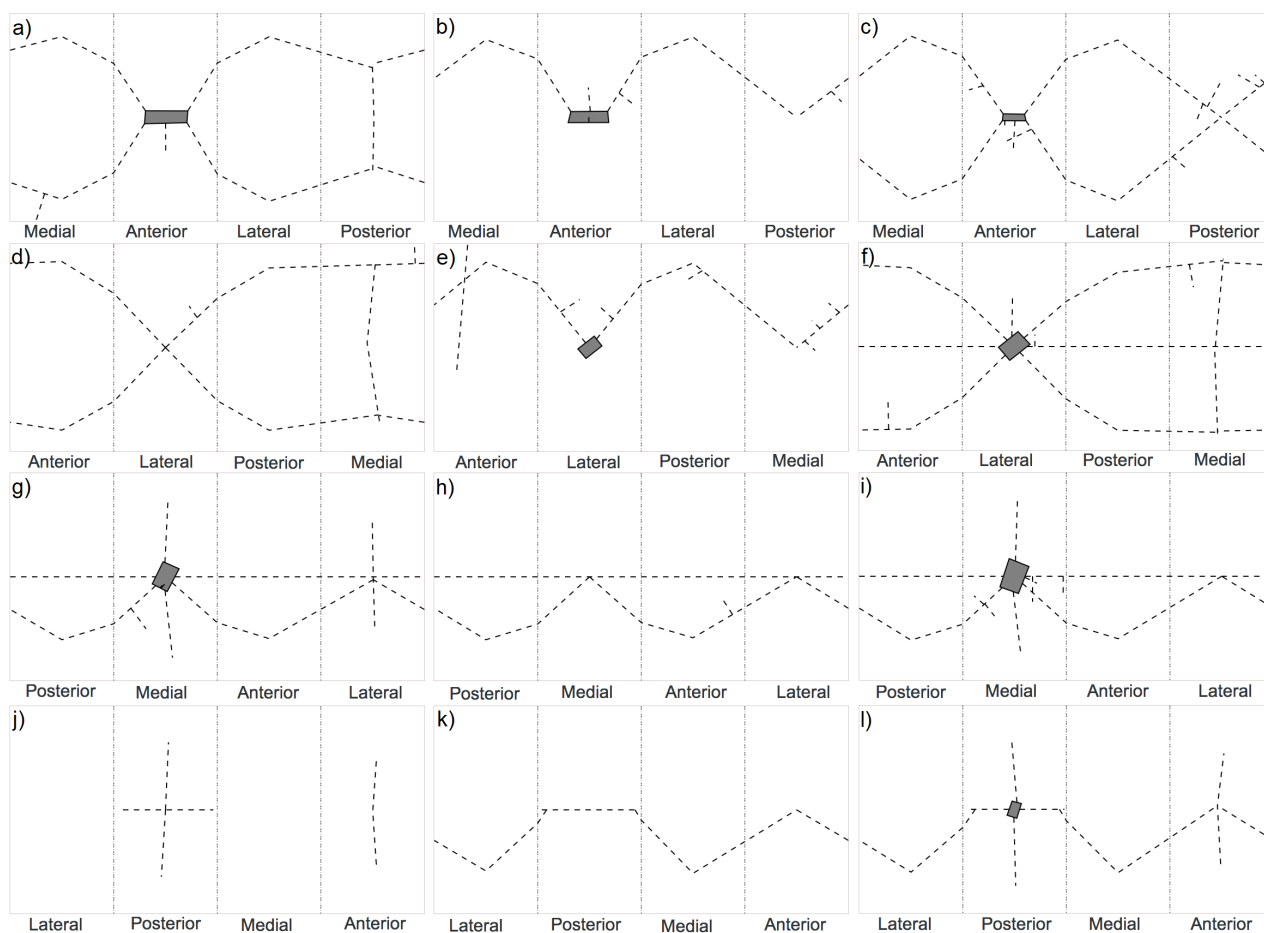 a) b) c)
Medial Anterior Lateral Posterior Medial Anterior Lateral Posterior Medial Anterior Lateral Posterior
d) e) f)
Anterior Lateral Posterior Medial Anterior Lateral Posterior Medial Anterior Lateral Posterior Medial
g) h) i)
Posterior Medial Anterior Lateral Posterior Medial Anterior Lateral Posterior Medial Anterior Lateral
j) k) l)
Lateral Posterior Medial Anterior Lateral Posterior Medial Anterior Lateral Posterior Medial Anterior